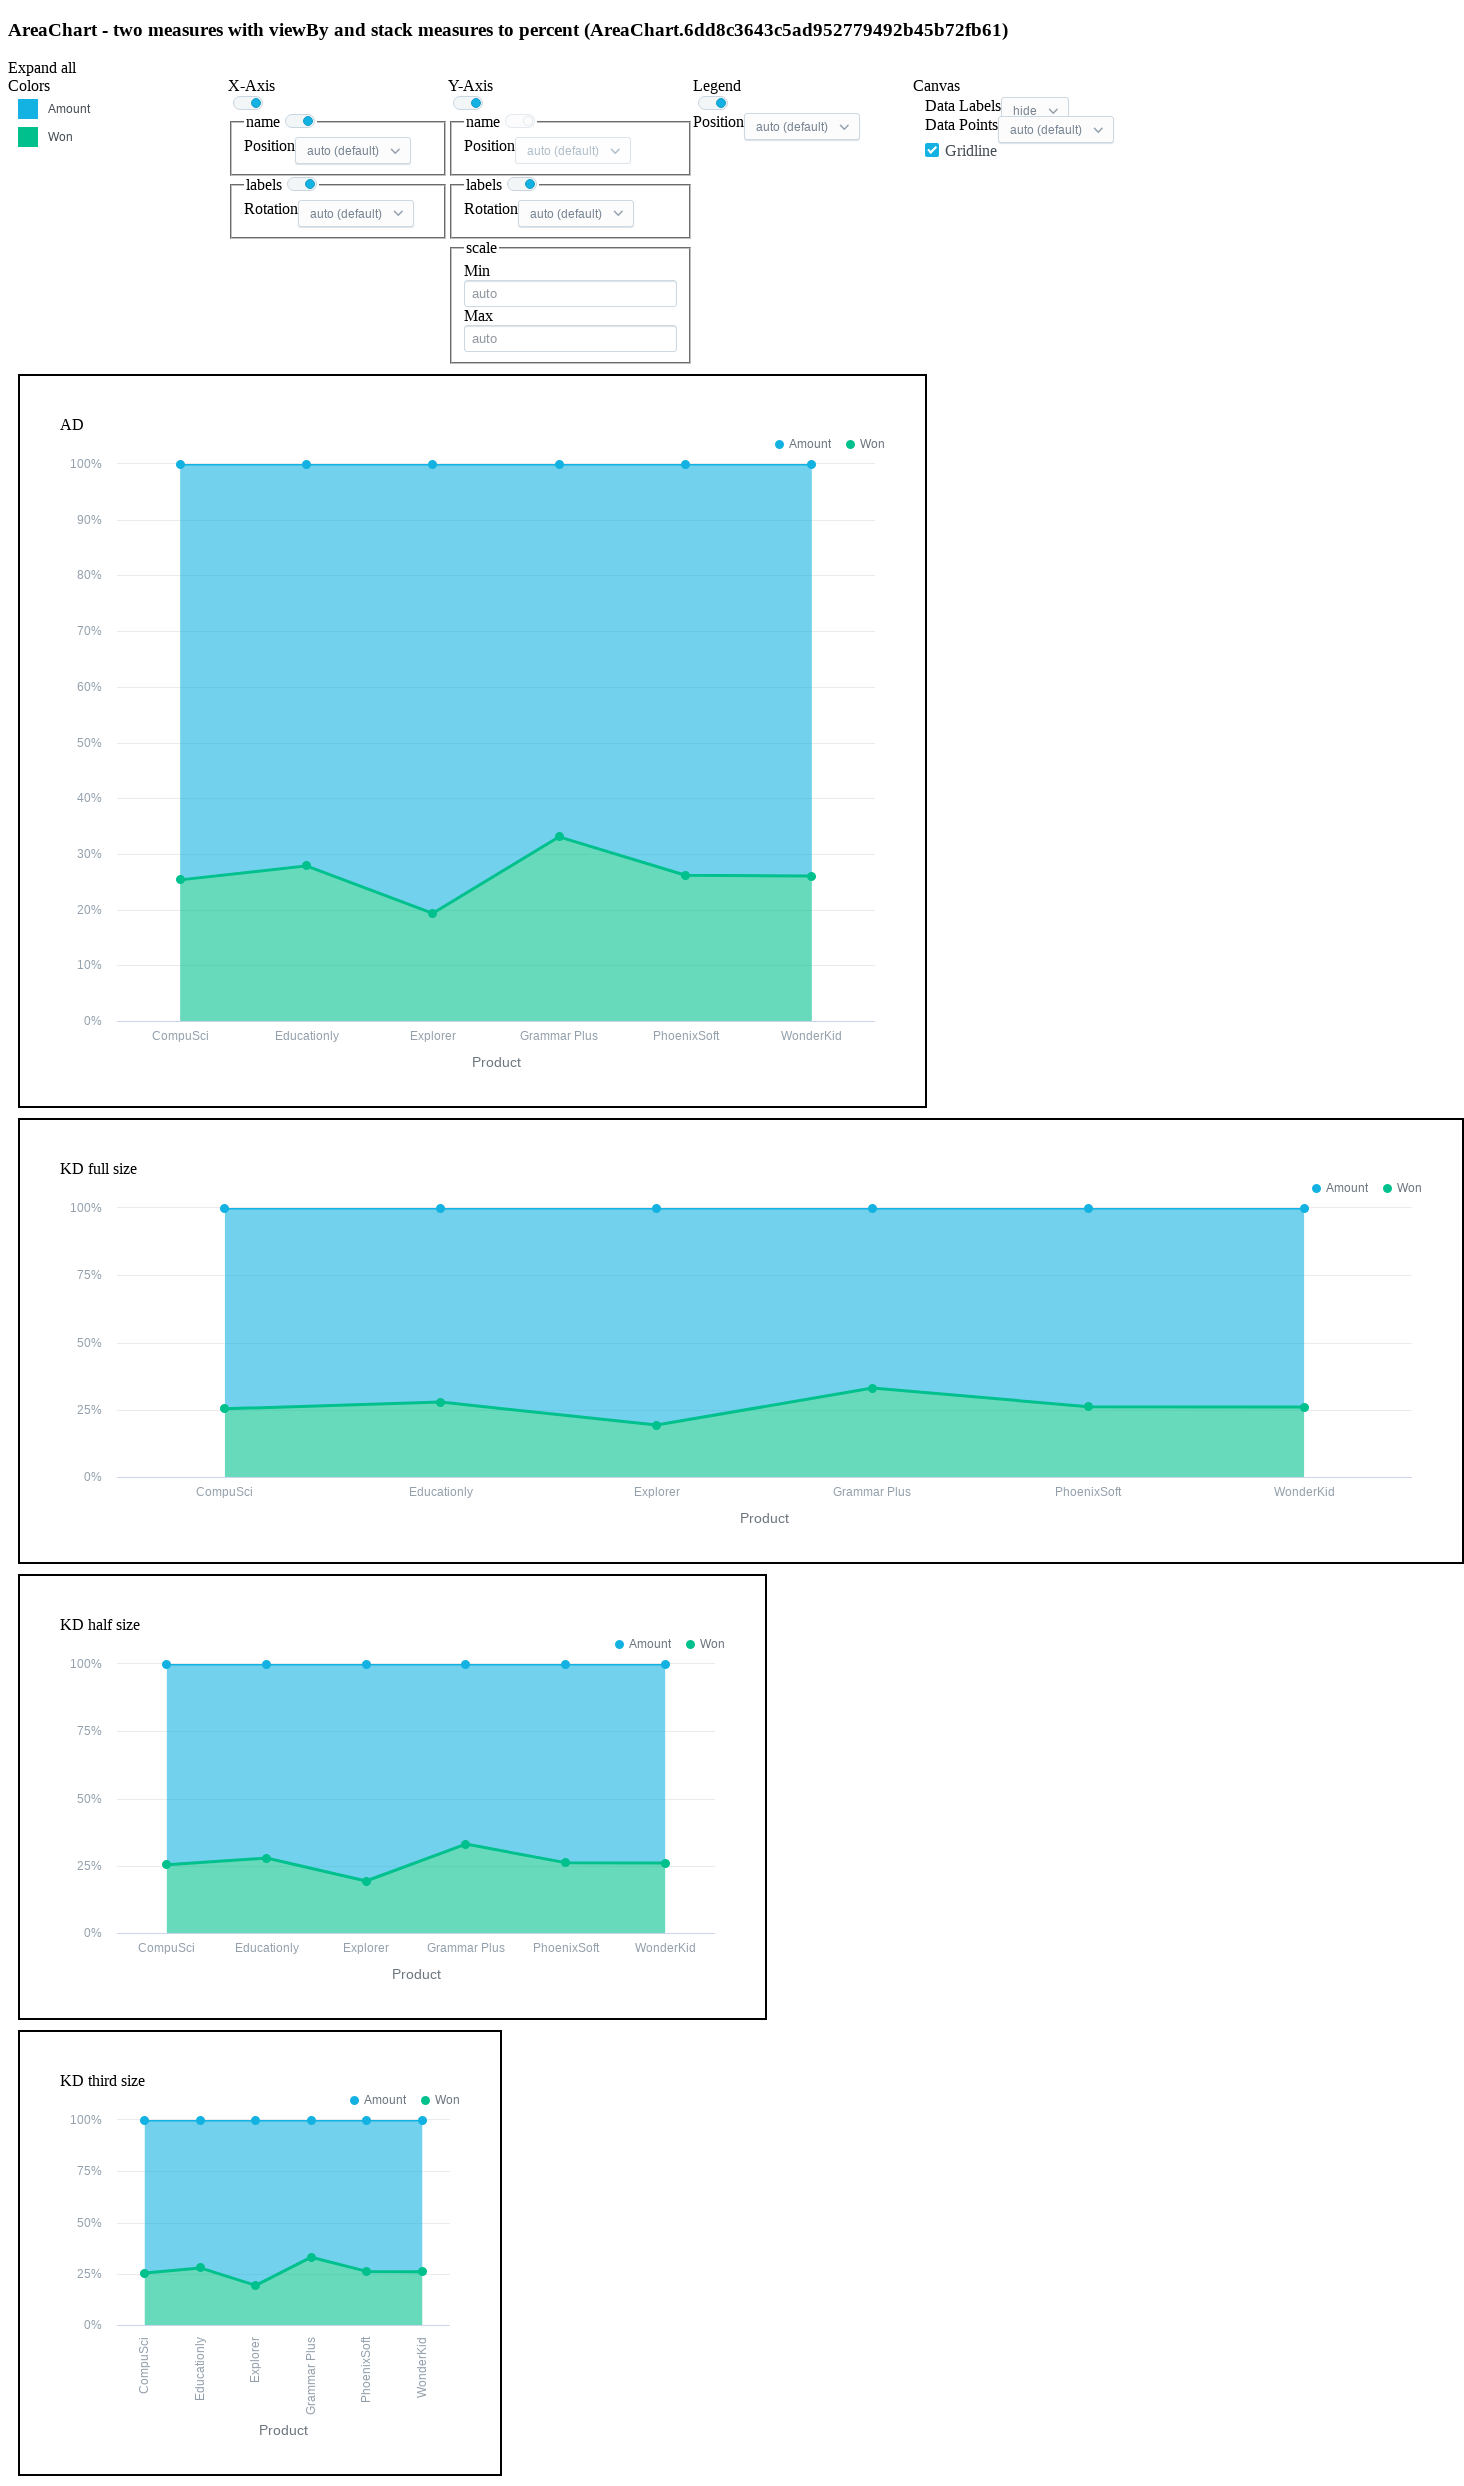 AreaChart - two measures with viewBy and stack measures to percent (AreaChart.6dd8c3643c5ad952779492b45b72fb61)
Expand all
Colors
Amount
Won
X-Axis
name
Position auto (default)
labels
Rotation auto (default)
Y-Axis
name
Position auto (default)
labels
Rotation auto (default)
scale
Min
auto
Max
auto
Legend
Position auto (default)
Canvas
Data Labels hide
Data Points auto (default)
Gridline
AD
Amount Won
100%
90%
80%
70%
60%
50%
40%
30%
20%
10%
0%
CompuSci Educationly Explorer Grammar Plus PhoenixSoft WonderKid
Product
KD full size
Amount Won
100%
75%
50%
25%
0%
CompuSci Educationly Explorer Grammar Plus PhoenixSoft WonderKid
Product
KD half size
Amount Won
100%
75%
50%
25%
0%
CompuSci Educationly Explorer Grammar Plus PhoenixSoft WonderKid
Product
KD third size
Amount Won
100%
75%
50%
25%
0%
CompuSci
Educationly
Explorer
Grammar Plus
PhoenixSoft
WonderKid
Product